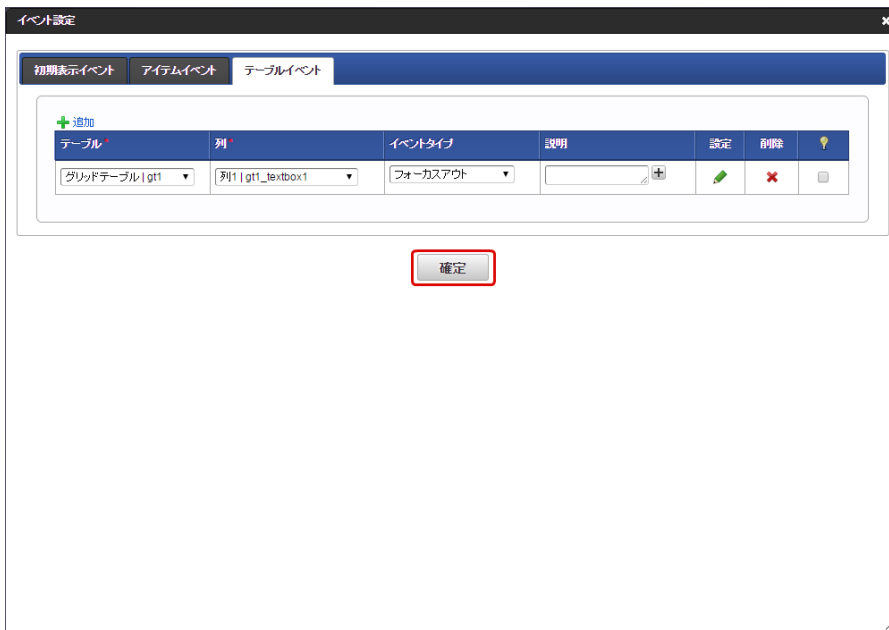 イベント設定
初期表示イベント アイテムイベント テーブルイベント
追加
テーブル* 列* イベントタイプ 説明 設定 削除
グリッドテーブル | gt1 列1 | gt1_textbox1 フォーカスアウト
確定